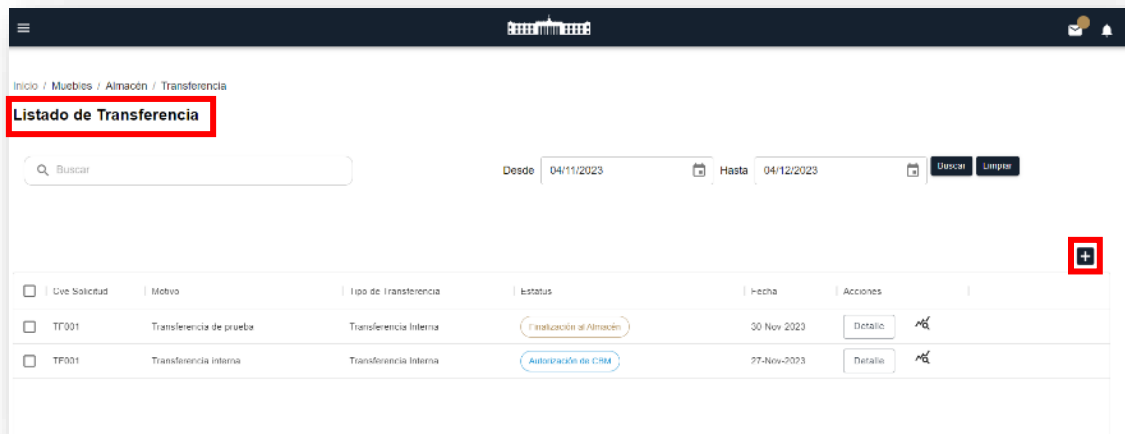 Inicio / Muebles / Almacén / Transferencia
Listado de Transferencia
Buscar Desde 04/11/2023 Hasta 04/12/2023 Buscar Limpiar
Cve Solicitud Motivo Tipo de Transferencia Estatus Fecha Acciones
TF001 Transferencia de prueba Transferencia Interna Finalización al Almacén 30-Nov-2023 Detalle
TF001 Transferencia interna Transferencia Interna Autorización de CBM 27-Nov-2023 Detalle